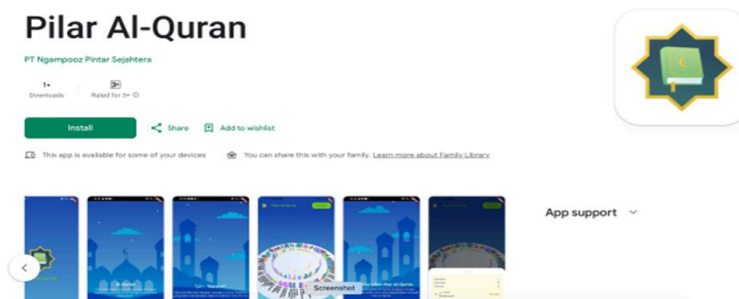 Pilar Al-Quran
PT Ngampooz Pintar Sejahtera
1+
3+
Downloads
Rated for 3+
Install
Share
Add to wishlist
This app is available for some of your devices
You can share this with your family. Learn more about Family Library
App support
Screenshot